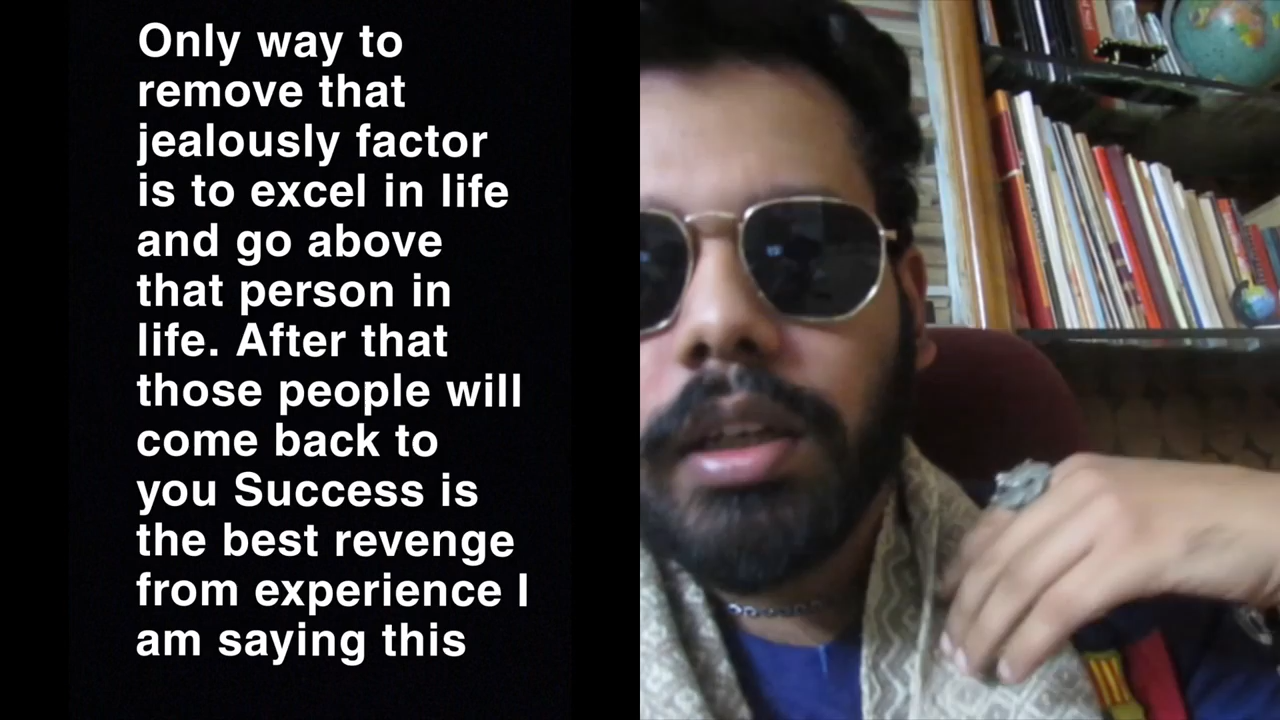 Only way to
remove that
jealously factor
is to excel in life
and go above
that person in
life. After that
those people will
come back to
you Success is
the best revenge
from experience I
am saying this